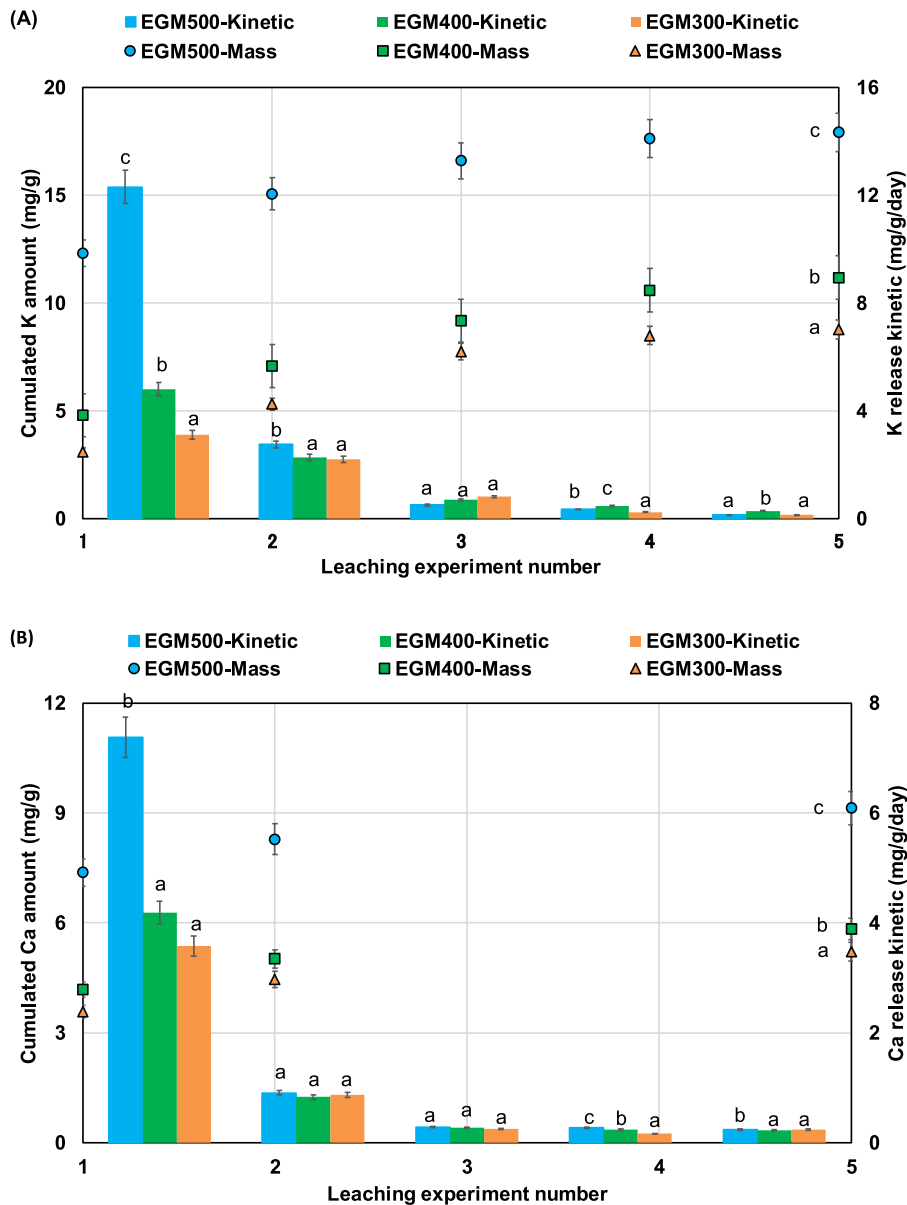 (A)
EGM500-Kinetic EGM400-Kinetic EGM300-Kinetic
EGM500-Mass EGM400-Mass EGM300-Mass
Cumulated K amount (mg/g)
K release kinetic (mg/g/day)
20 16
15 12
10 8
5 4
0 0
c
b
a
b
a
a
a
a
a
b
c
a
a
b
a
c
b
a
1 2 3 4 5
Leaching experiment number
(B)
EGM500-Kinetic EGM400-Kinetic EGM300-Kinetic
EGM500-Mass EGM400-Mass EGM300-Mass
Cumulated Ca amount (mg/g)
Ca release kinetic (mg/g/day)
12 8
9 6
6 4
3 2
0 0
b
a
a
a
a
a
a
a
a
c
b
a
b
a
a
c
b
a
1 2 3 4 5
Leaching experiment number